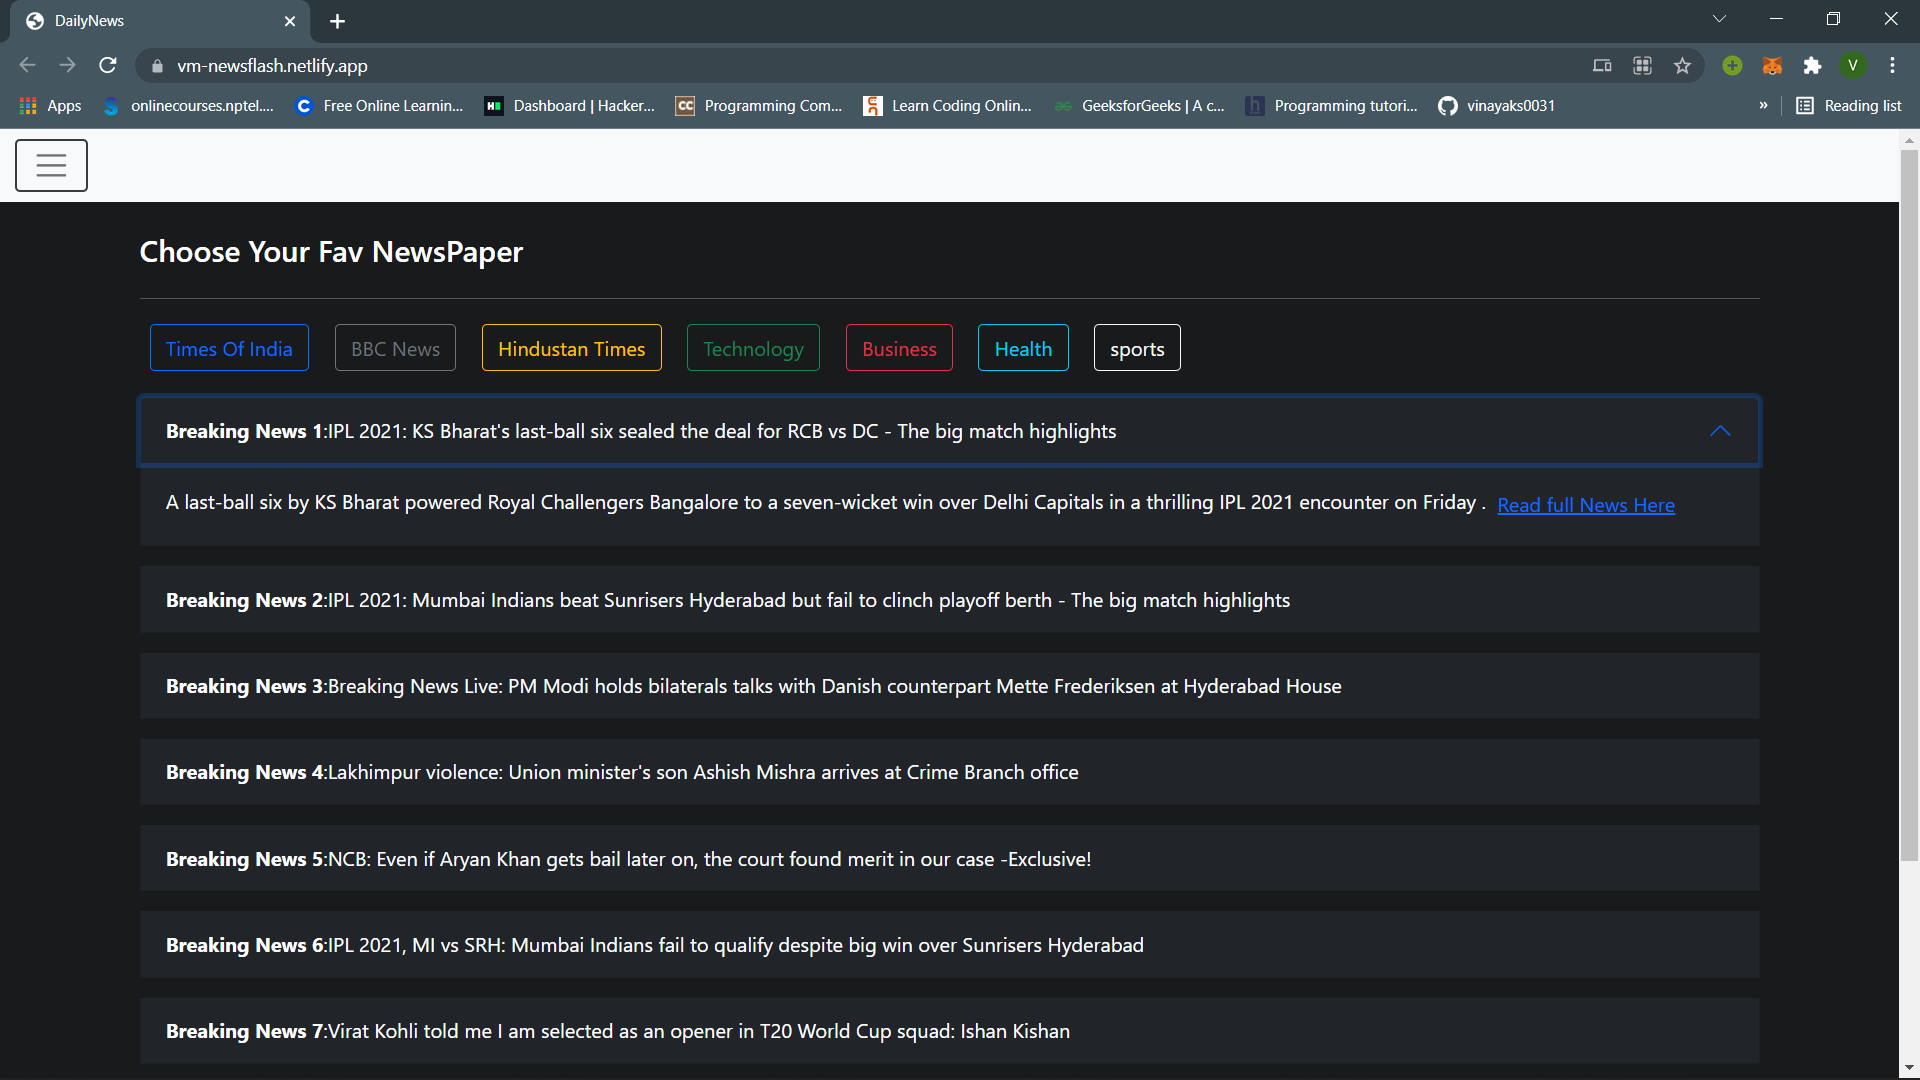 DailyNews
vm-newsflash.netlify.app
V
Apps
onlinecourses.nptel....
Free Online Learnin...
Dashboard | Hacker...
Programming Com...
Learn Coding Onlin...
GeeksforGeeks | A c...
Programming tutori...
vinayaks0031
»
Reading list
Choose Your Fav NewsPaper
Times Of India
BBC News
Hindustan Times
Technology
Business
Health
sports
Breaking News 1:IPL 2021: KS Bharat's last-ball six sealed the deal for RCB vs DC - The big match highlights
A last-ball six by KS Bharat powered Royal Challengers Bangalore to a seven-wicket win over Delhi Capitals in a thrilling IPL 2021 encounter on Friday . Read full News Here
Breaking News 2:IPL 2021: Mumbai Indians beat Sunrisers Hyderabad but fail to clinch playoff berth - The big match highlights
Breaking News 3:Breaking News Live: PM Modi holds bilaterals talks with Danish counterpart Mette Frederiksen at Hyderabad House
Breaking News 4:Lakhimpur violence: Union minister's son Ashish Mishra arrives at Crime Branch office
Breaking News 5:NCB: Even if Aryan Khan gets bail later on, the court found merit in our case -Exclusive!
Breaking News 6:IPL 2021, MI vs SRH: Mumbai Indians fail to qualify despite big win over Sunrisers Hyderabad
Breaking News 7:Virat Kohli told me I am selected as an opener in T20 World Cup squad: Ishan Kishan